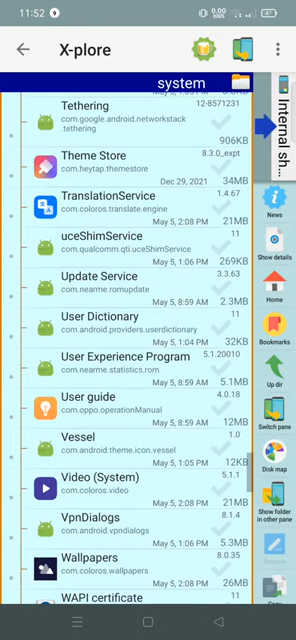 11:52
0.00
KB/s
47
X-plore
system
Internal sh...
Tethering
12-8571231
com.google.android.networkstack
.tethering
906KB
Theme Store
8.3.0_expt
com.heytap.themestore
Dec 29, 2021
34MB
TranslationService
1.4.67
com.coloros.translate.engine
May 5, 2:08 PM
21MB
uceShimService
11
com.qualcomm.qti.uceShimService
May 5, 1:06 PM
269KB
Update Service
3.3.63
com.nearme.romupdate
May 5, 8:59 AM
2.3MB
User Dictionary
11
com.android.providers.userdictionary
May 5, 1:04 PM
32KB
User Experience Program
5.1.20010
com.nearme.statistics.rom
May 5, 8:59 AM
5.1MB
User guide
4.0.18
com.oppo.operationManual
May 5, 8:59 AM
12MB
Vessel
1.0
com.android.theme.icon.vessel
May 5, 1:05 PM
12KB
Video (System)
5.1.1
com.coloros.video
May 5, 2:08 PM
21MB
VpnDialogs
8.1.4
com.android.vpndialogs
May 5, 1:06 PM
5.3MB
Wallpapers
8.0.35
com.coloros.wallpapers
May 5, 2:08 PM
26MB
WAPI certificate
11
News
Show details
Home
Bookmarks
Up dir
Switch pane
Disk map
Show folder
in other pane
Rename
Copy